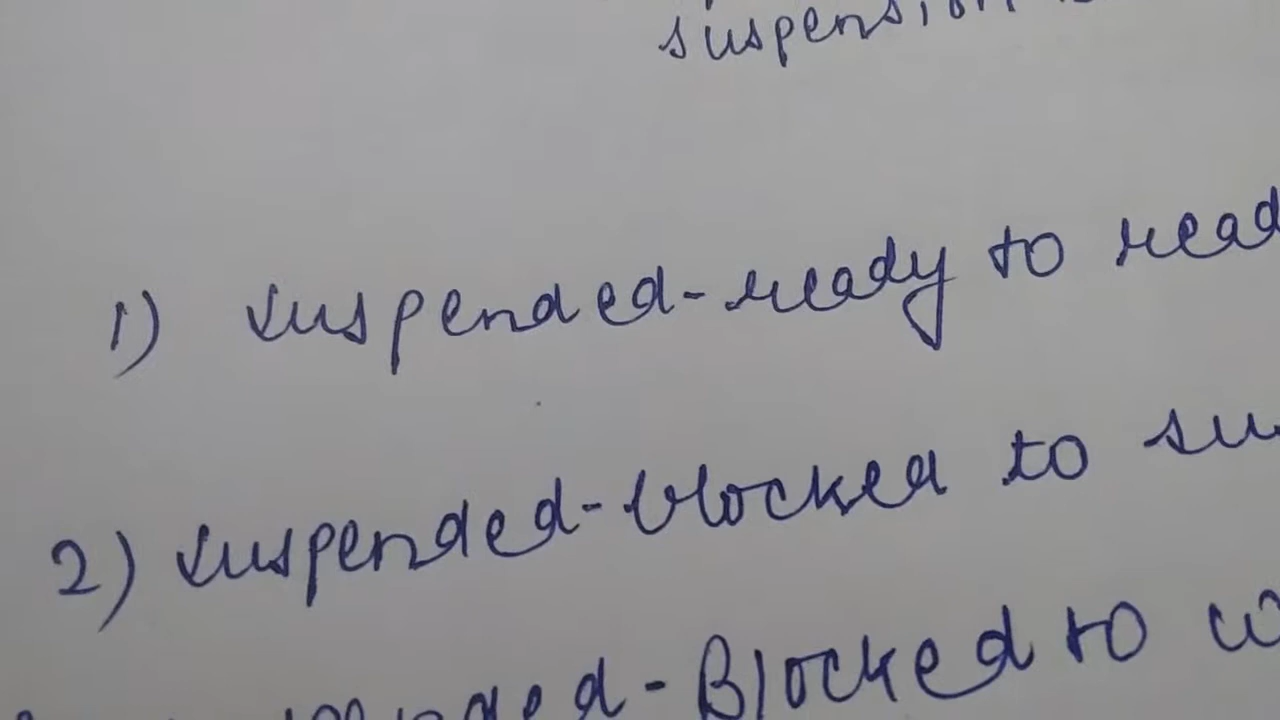 suspension
1) suspended-ready to read
2) suspended-blocked to su
-Blocked to